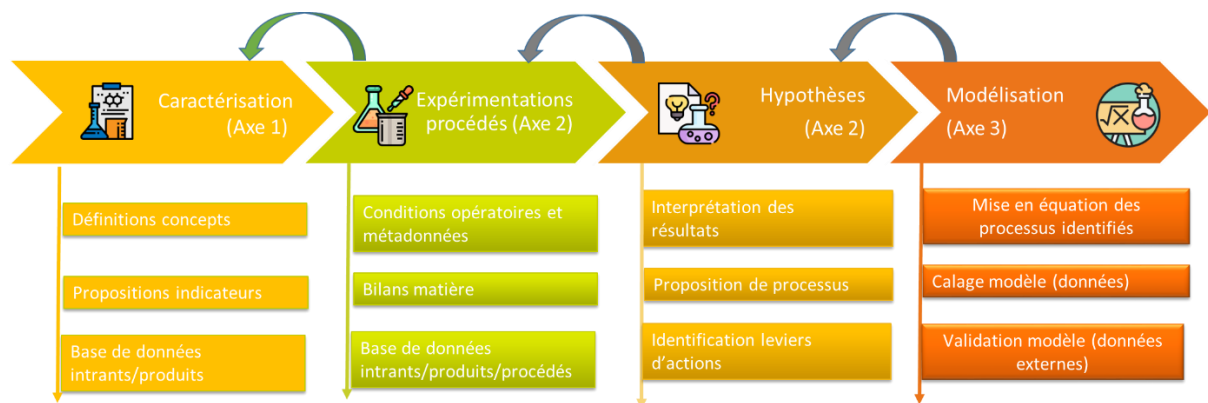 Caractérisation
(Axe 1)
Définitions concepts
Propositions indicateurs
Base de données
intrants/produits
Expérimentations
procédés (Axe 2)
Conditions opératoires et
métadonnées
Bilans matière
Base de données
intrants/produits/procédés
Hypothèses
(Axe 2)
Interprétation des
résultats
Proposition de processus
Identification leviers
d'actions
Modélisation
(Axe 3)
Mise en équation des
processus identifiés
Calage modèle (données)
Validation modèle (données
externes)